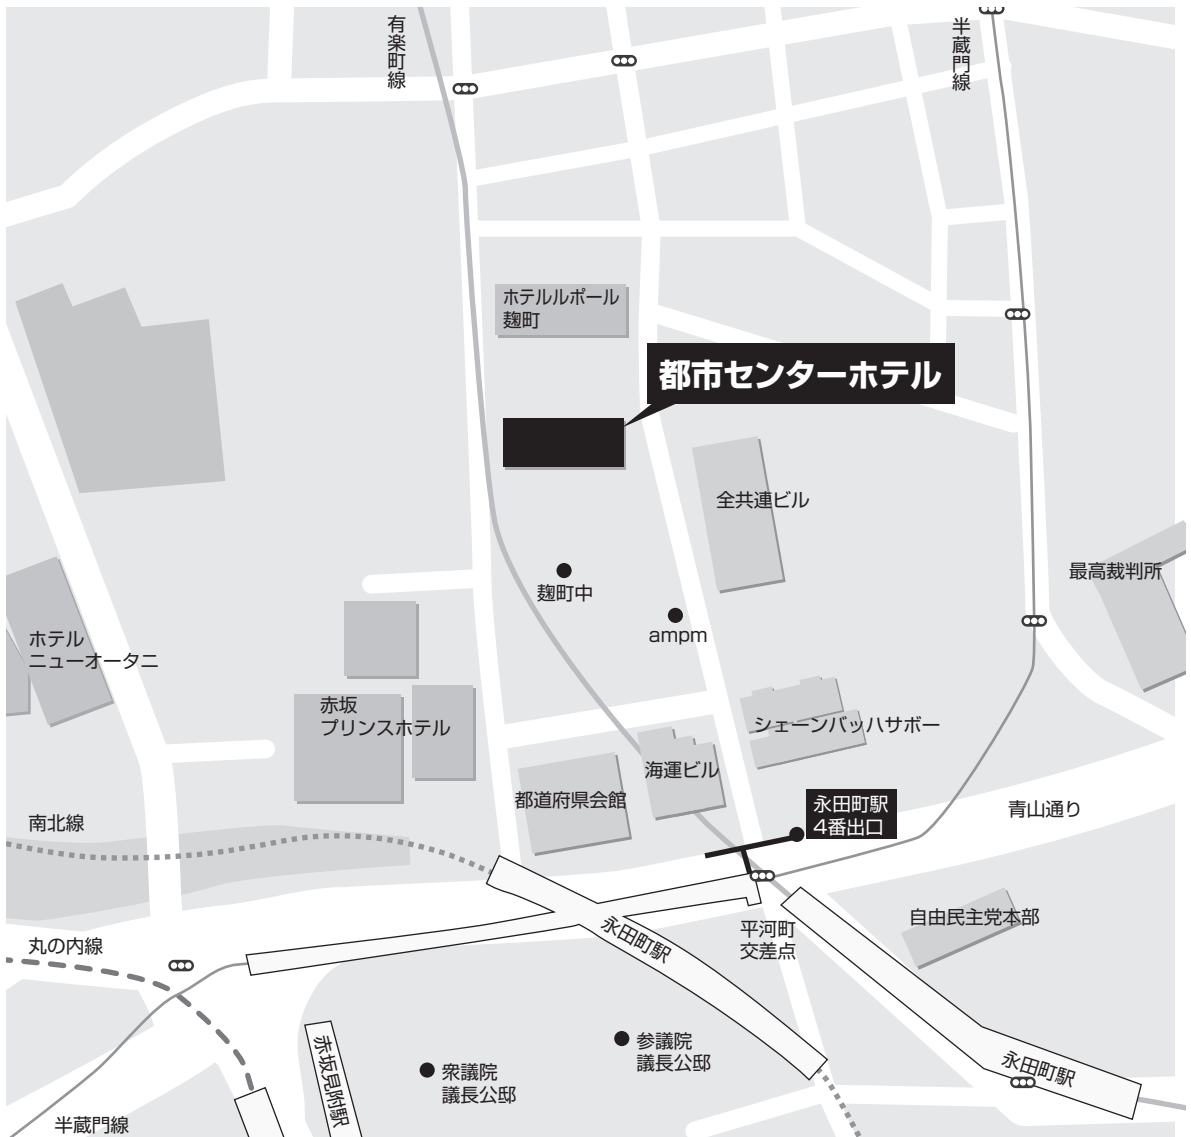 有楽町線
半蔵門線
ホテルルポール
麹町
都市センターホテル
全共連ビル
最高裁判所
麹町中
ampm
ホテル
ニューオータニ
赤坂
プリンスホテル
シェーンバッハサボー
海運ビル
都道府県会館
永田町駅
4番出口
青山通り
南北線
自由民主党本部
平河町
交差点
永田町駅
丸の内線
参議院
議長公邸
衆議院
議長公邸
赤坂見附駅
永田町駅
半蔵門線